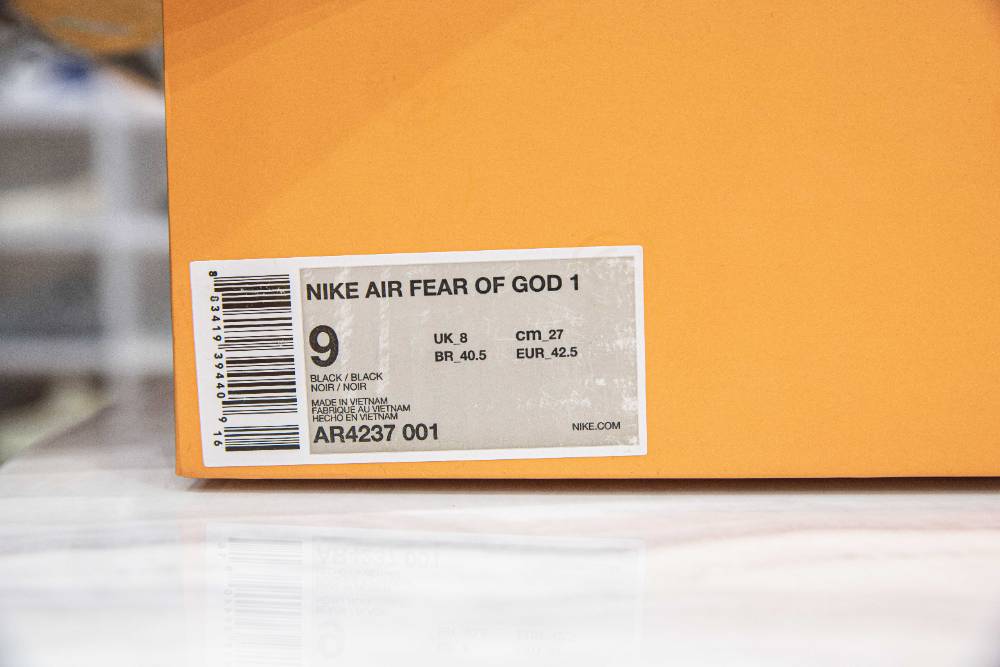 NIKE AIR FEAR OF GOD 1
9
UK_8 cm_27
BR_40.5 EUR_42.5
BLACK / BLACK
NOIR / NOIR
MADE IN VIETNAM
FABRIQUE AU VIETNAM
HECHO EN VIETNAM
AR4237 001
NIKE.COM
8 83419 39440 9 16